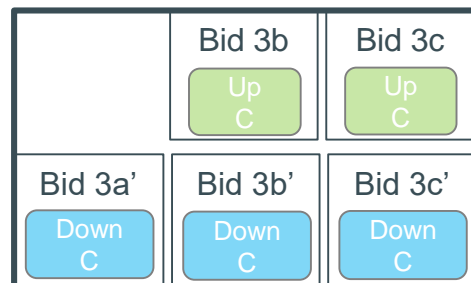 Bid 3b
Up
C
Bid 3c
Up
C
Bid 3a’
Down
C
Bid 3b’
Down
C
Bid 3c’
Down
C